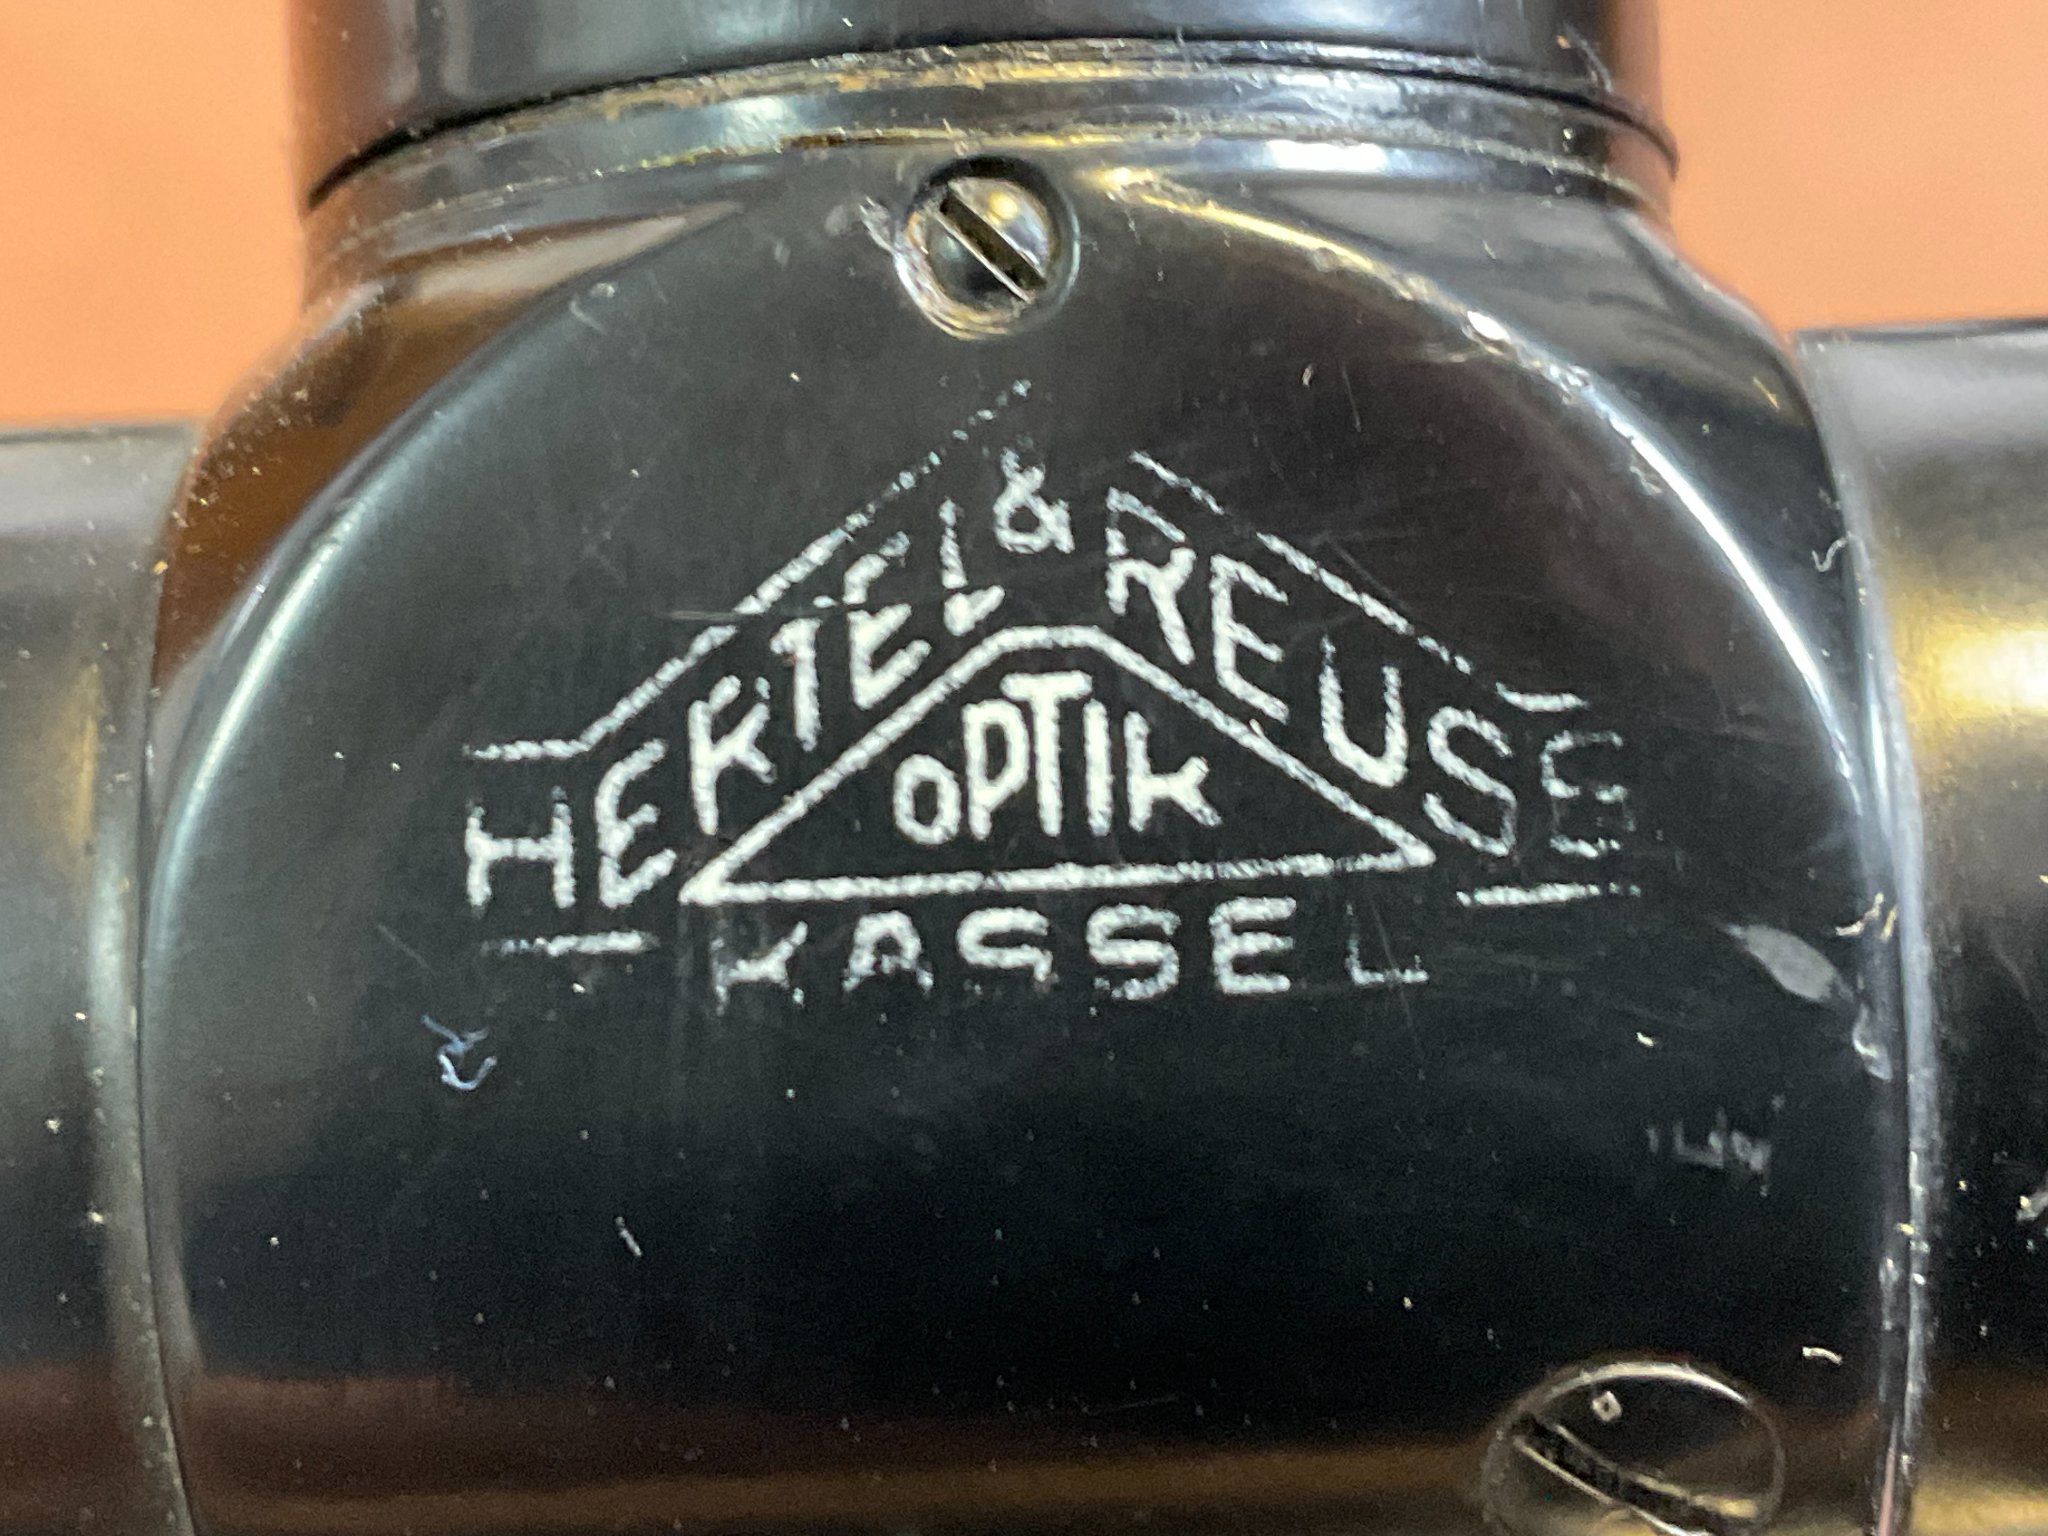 HERTEL & REUSS
OPTIK
KASSEL